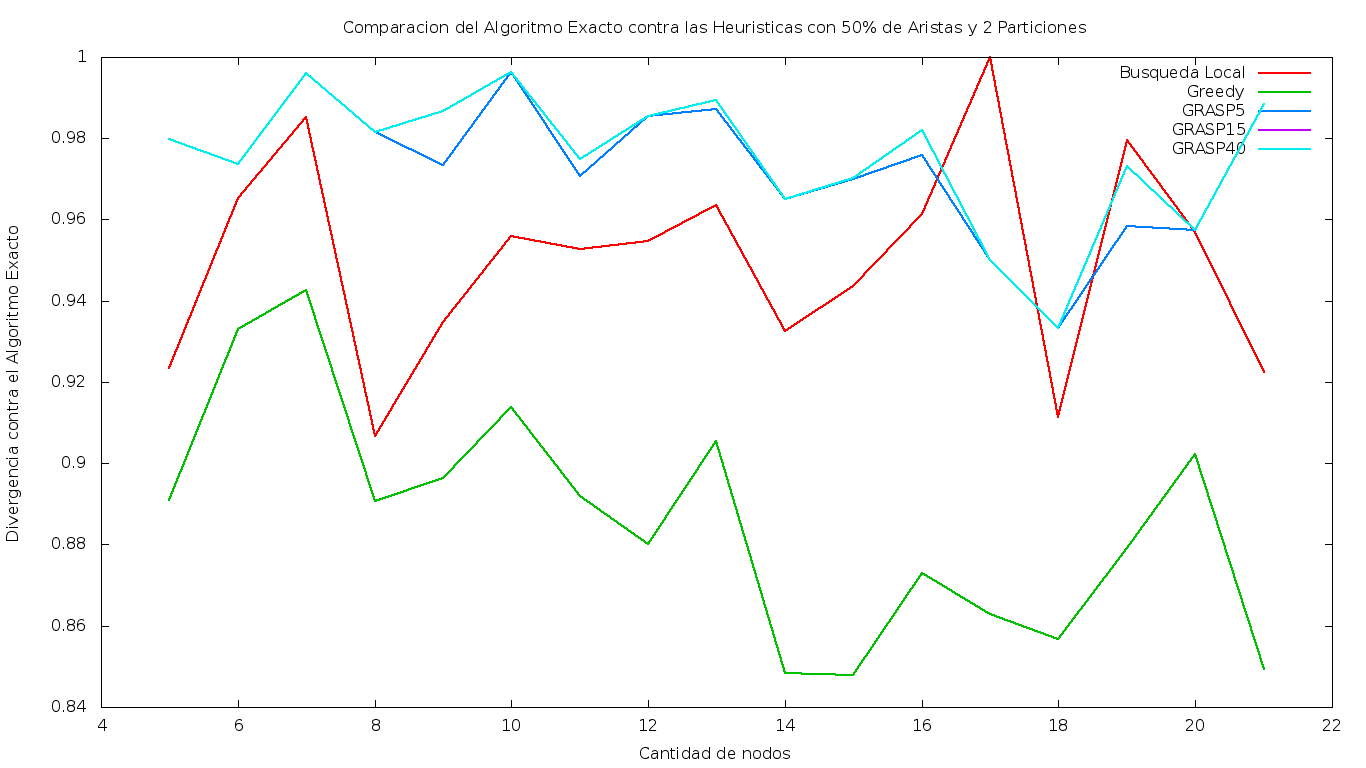 Comparacion del Algoritmo Exacto contra las Heuristicas con 50% de Aristas y 2 Particiones
Busqueda Local
Greedy
GRASP5
GRASP15
GRASP40
1
0.98
0.96
0.94
0.92
0.9
0.88
0.86
0.84
Divergencia contra el Algoritmo Exacto
4 6 8 10 12 14 16 18 20 22
Cantidad de nodos